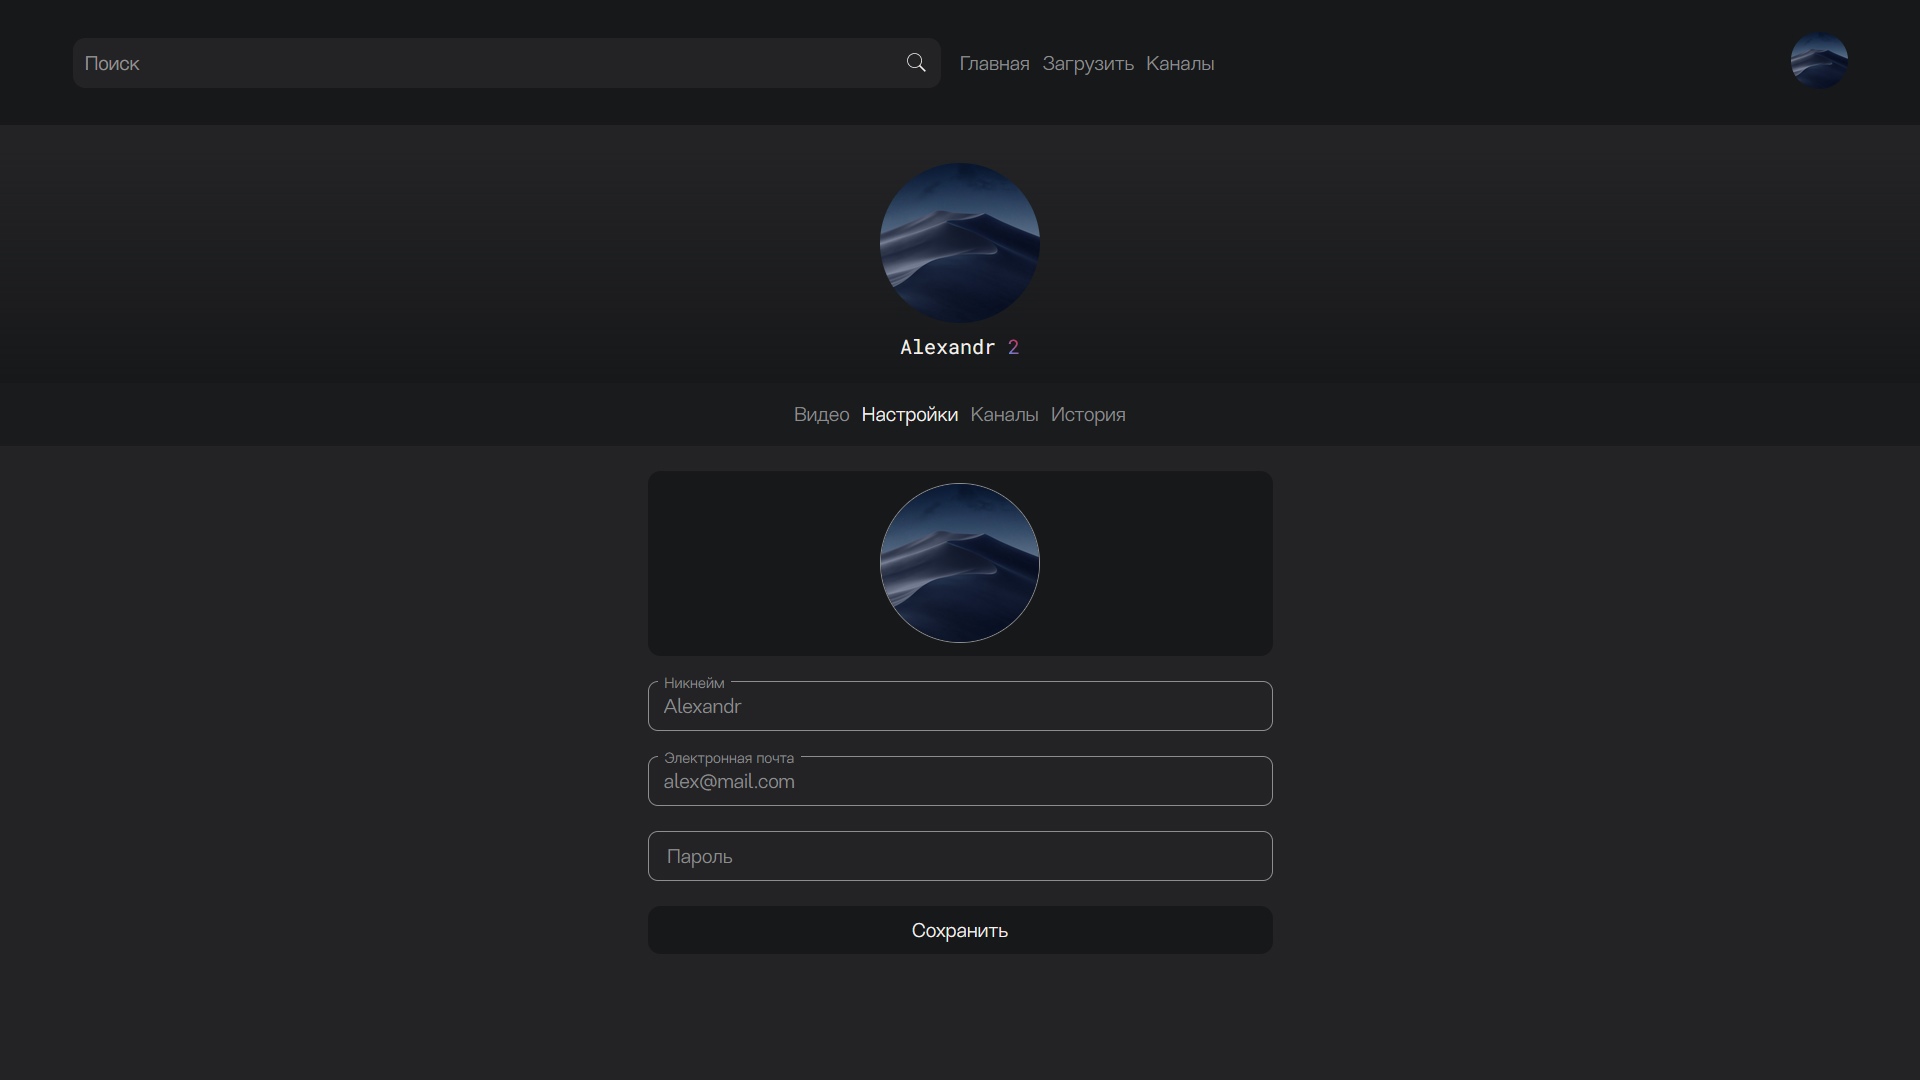 Поиск
Главная Загрузить Каналы
Alexandr 2
Видео Настройки Каналы История
Никнейм
Alexandr
Электронная почта
alex@mail.com
Пароль
Сохранить